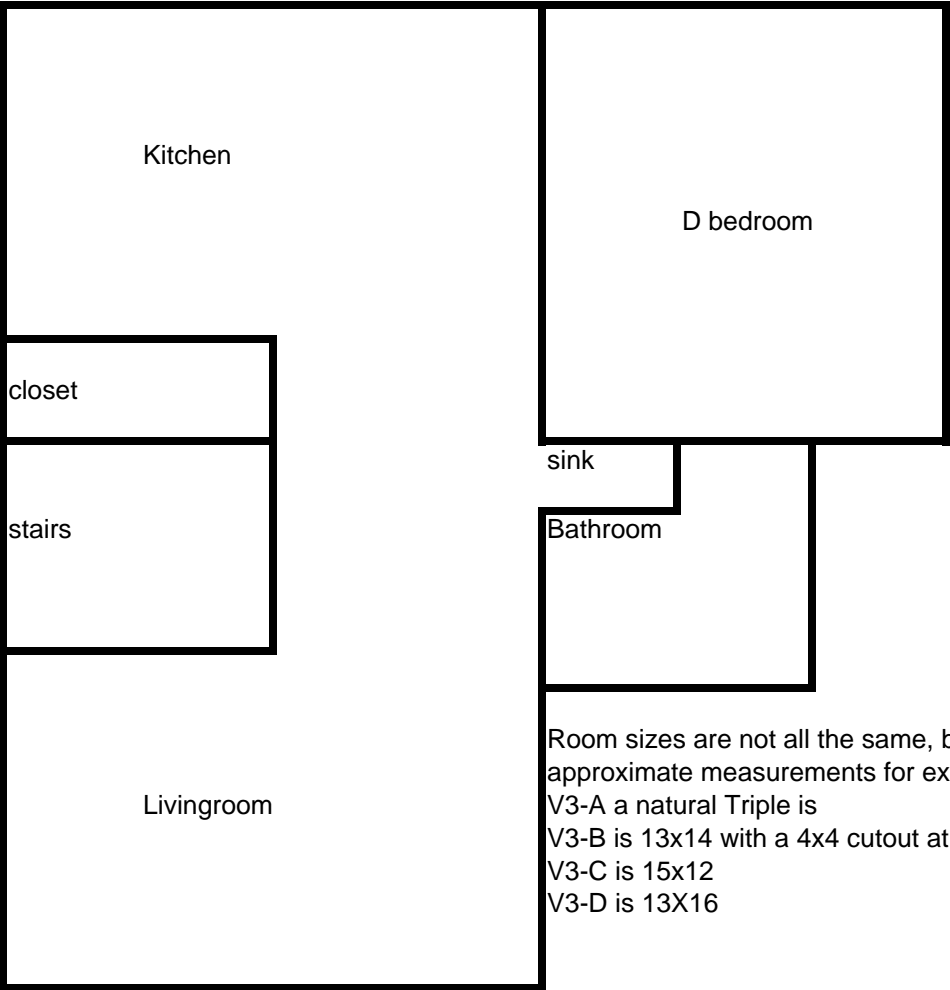 Kitchen
D bedroom
closet
sink
stairs
Bathroom
Livingroom
Room sizes are not all the same, b
approximate measurements for ex
V3-A a natural Triple is
V3-B is 13x14 with a 4x4 cutout at
V3-C is 15x12
V3-D is 13X16